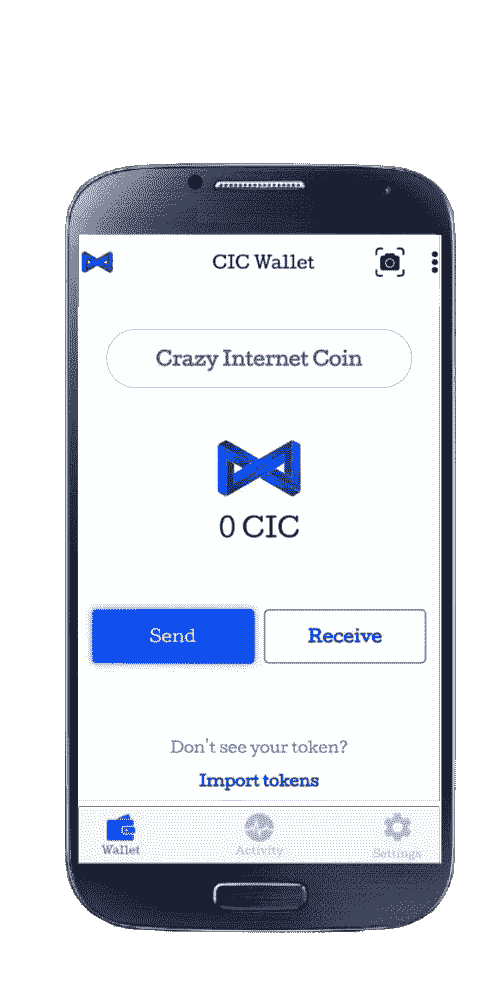 CIC Wallet
Crazy Internet Coin
0 CIC
Send
Receive
Don't see your token?
Import tokens
Wallet
Activity
Settings